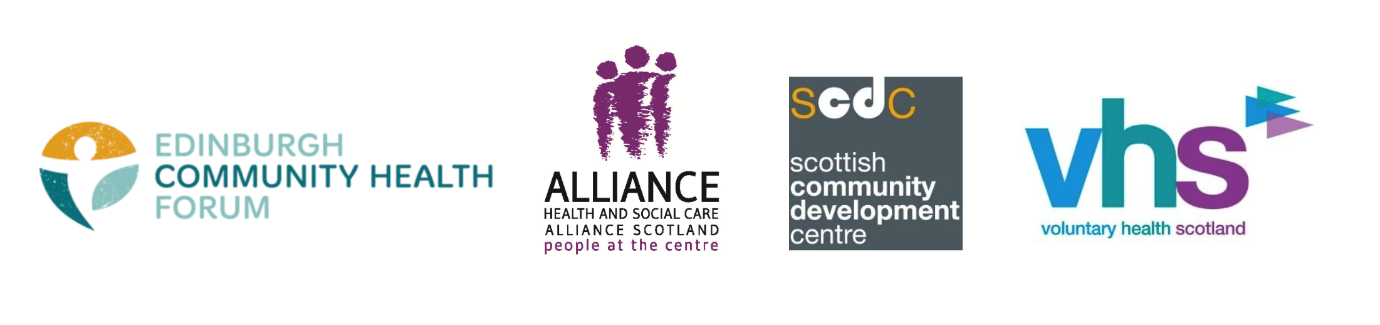 EDINBURGH
COMMUNITY HEALTH
FORUM
ALLIANCE
HEALTH AND SOCIAL CARE
ALLIANCE SCOTLAND
people at the centre
scdc
scottish
community
development
centre
vhs
voluntary health scotland